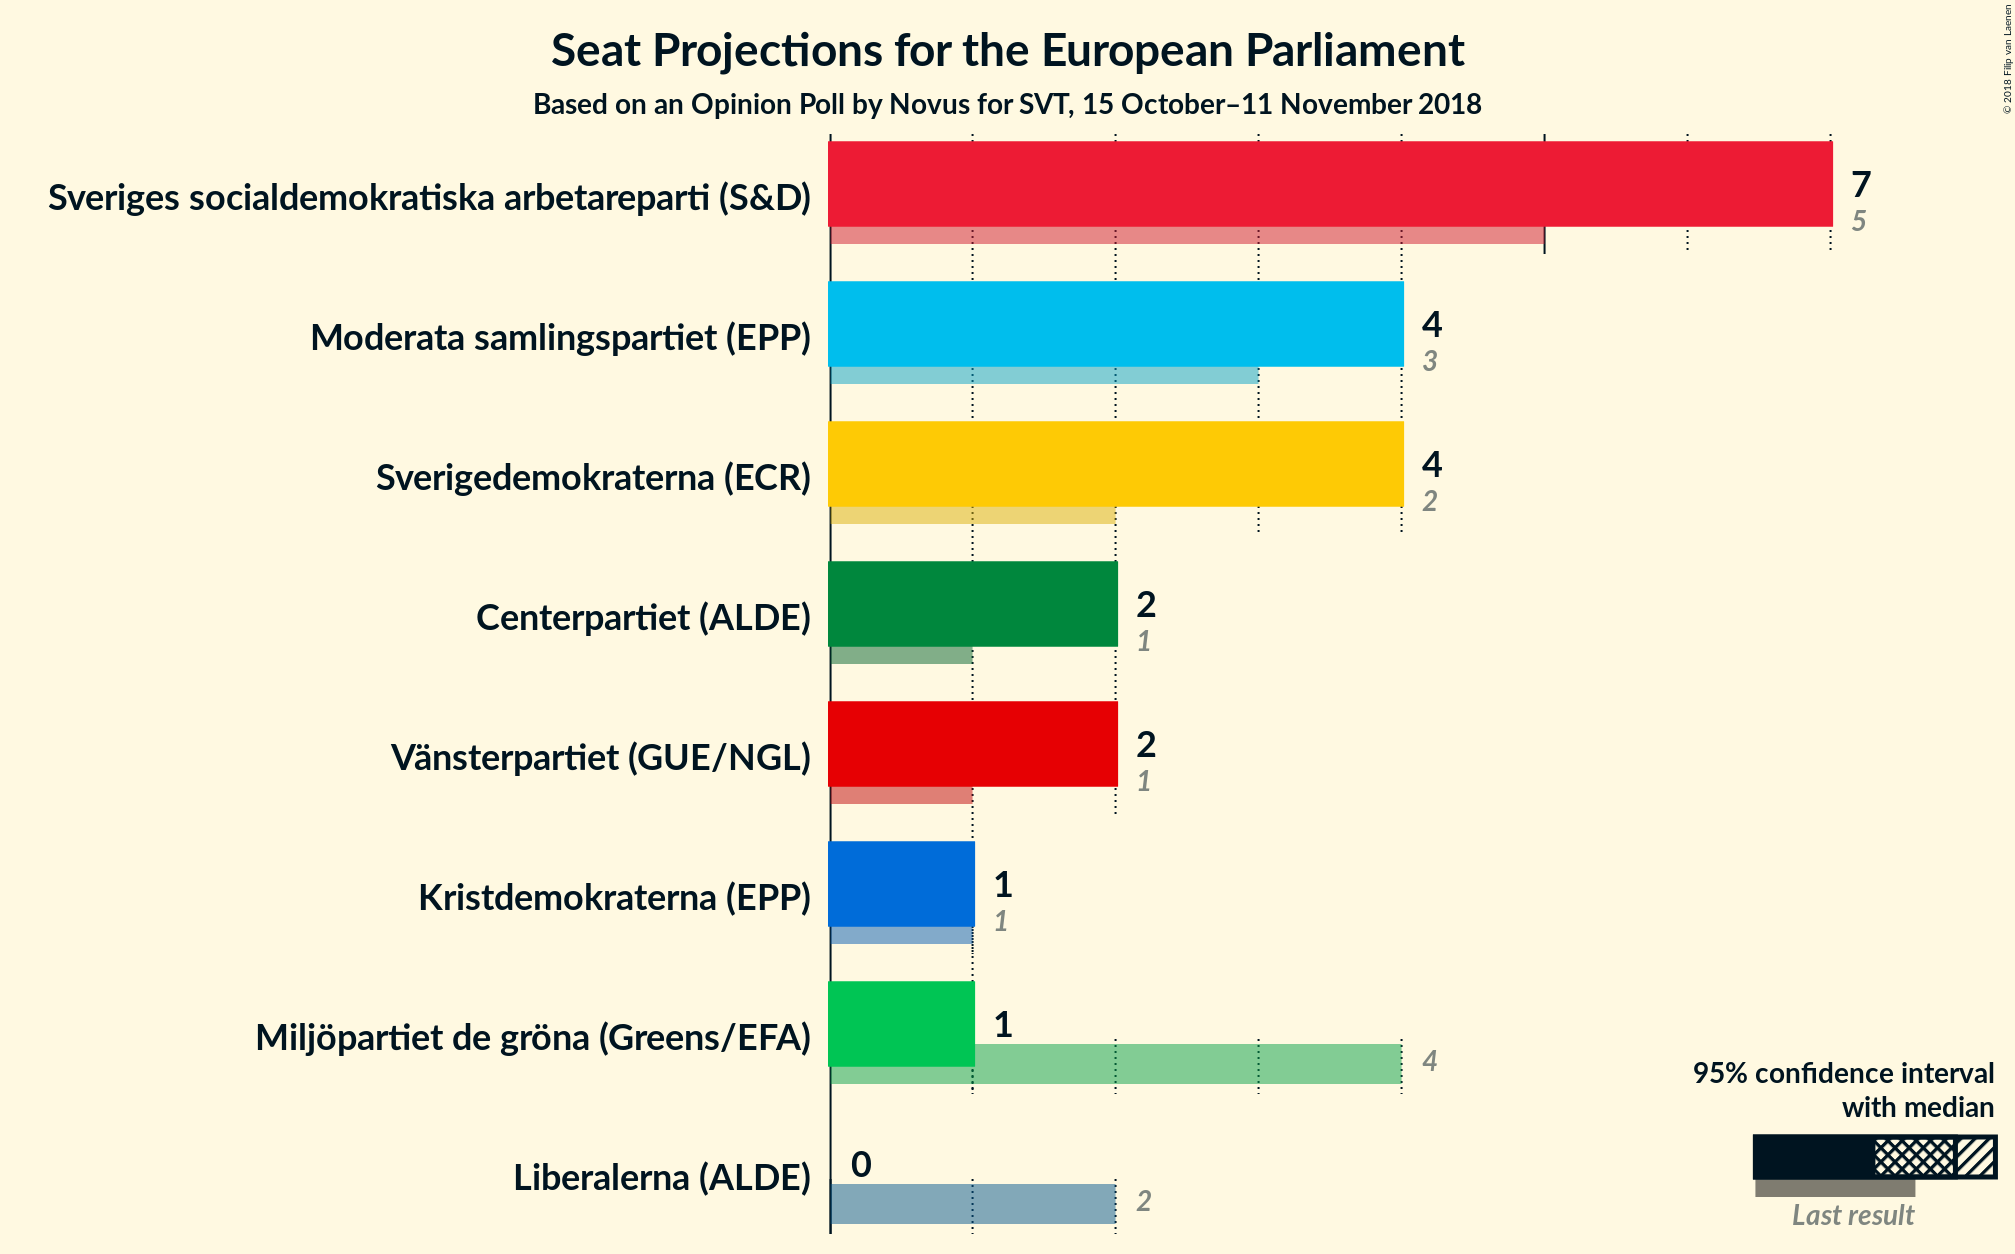 Seat Projections for the European Parliament
Based on an Opinion Poll by Novus for SVT, 15 October–11 November 2018
© 2018 Filip van Laenen
Sveriges socialdemokratiska arbetareparti (S&D)
7
5
Moderata samlingspartiet (EPP)
4
3
Sverigedemokraterna (ECR)
4
2
Centerpartiet (ALDE)
2
1
Vänsterpartiet (GUE/NGL)
2
1
Kristdemokraterna (EPP)
1
1
Miljöpartiet de gröna (Greens/EFA)
1
4
Liberalerna (ALDE)
0
2
95% confidence interval
with median
Last result